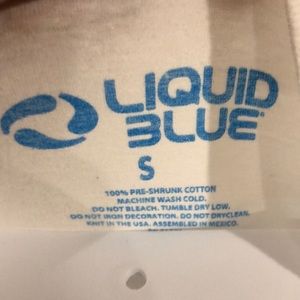 LIQUID
BLUE®
S
100% PRE-SHRUNK COTTON
MACHINE WASH COLD.
DO NOT BLEACH. TUMBLE DRY LOW.
DO NOT IRON DECORATION. DO NOT DRYCLEAN.
KNIT IN THE USA. ASSEMBLED IN MEXICO.